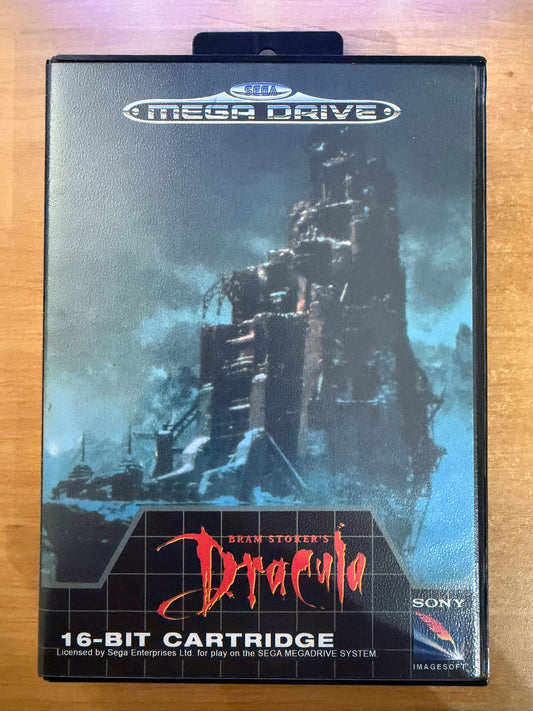 SEGA
MEGA DRIVE
BRAM STOKER'S
Dracula
16-BIT CARTRIDGE
Licensed by Sega Enterprises Ltd. for play on the SEGA MEGADRIVE SYSTEM.
SONY
IMAGESOFT